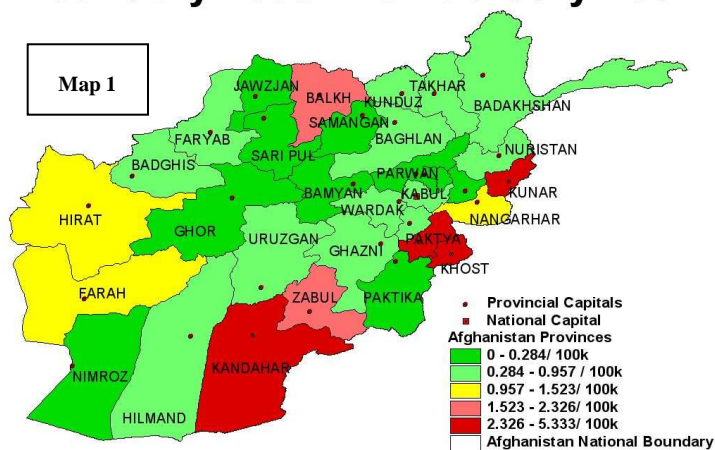 Map 1
JAWZJAN
BALKH
KUNDUZ
TAKHAR
BADAKHSHAN
SAMANGAN
FARYAB
BAGHLAN
SARI PUL
NURISTAN
BADGHIS
PARWAN
KUNAR
BAMYAN
KABUL
WARDAK
NANGARHAR
HIRAT
GHOR
URUZGAN
GHAZNI
PAKTYA
KHOST
FARAH
ZABUL
PAKTIKA
Provincial Capitals
National Capital
Afghanistan Provinces
0 - 0.284/ 100k
0.284 - 0.957 / 100k
0.957 - 1.523/ 100k
1.523 - 2.326/ 100k
2.326 - 5.333/ 100k
Afghanistan National Boundary
KANDAHAR
NIMROZ
HILMAND